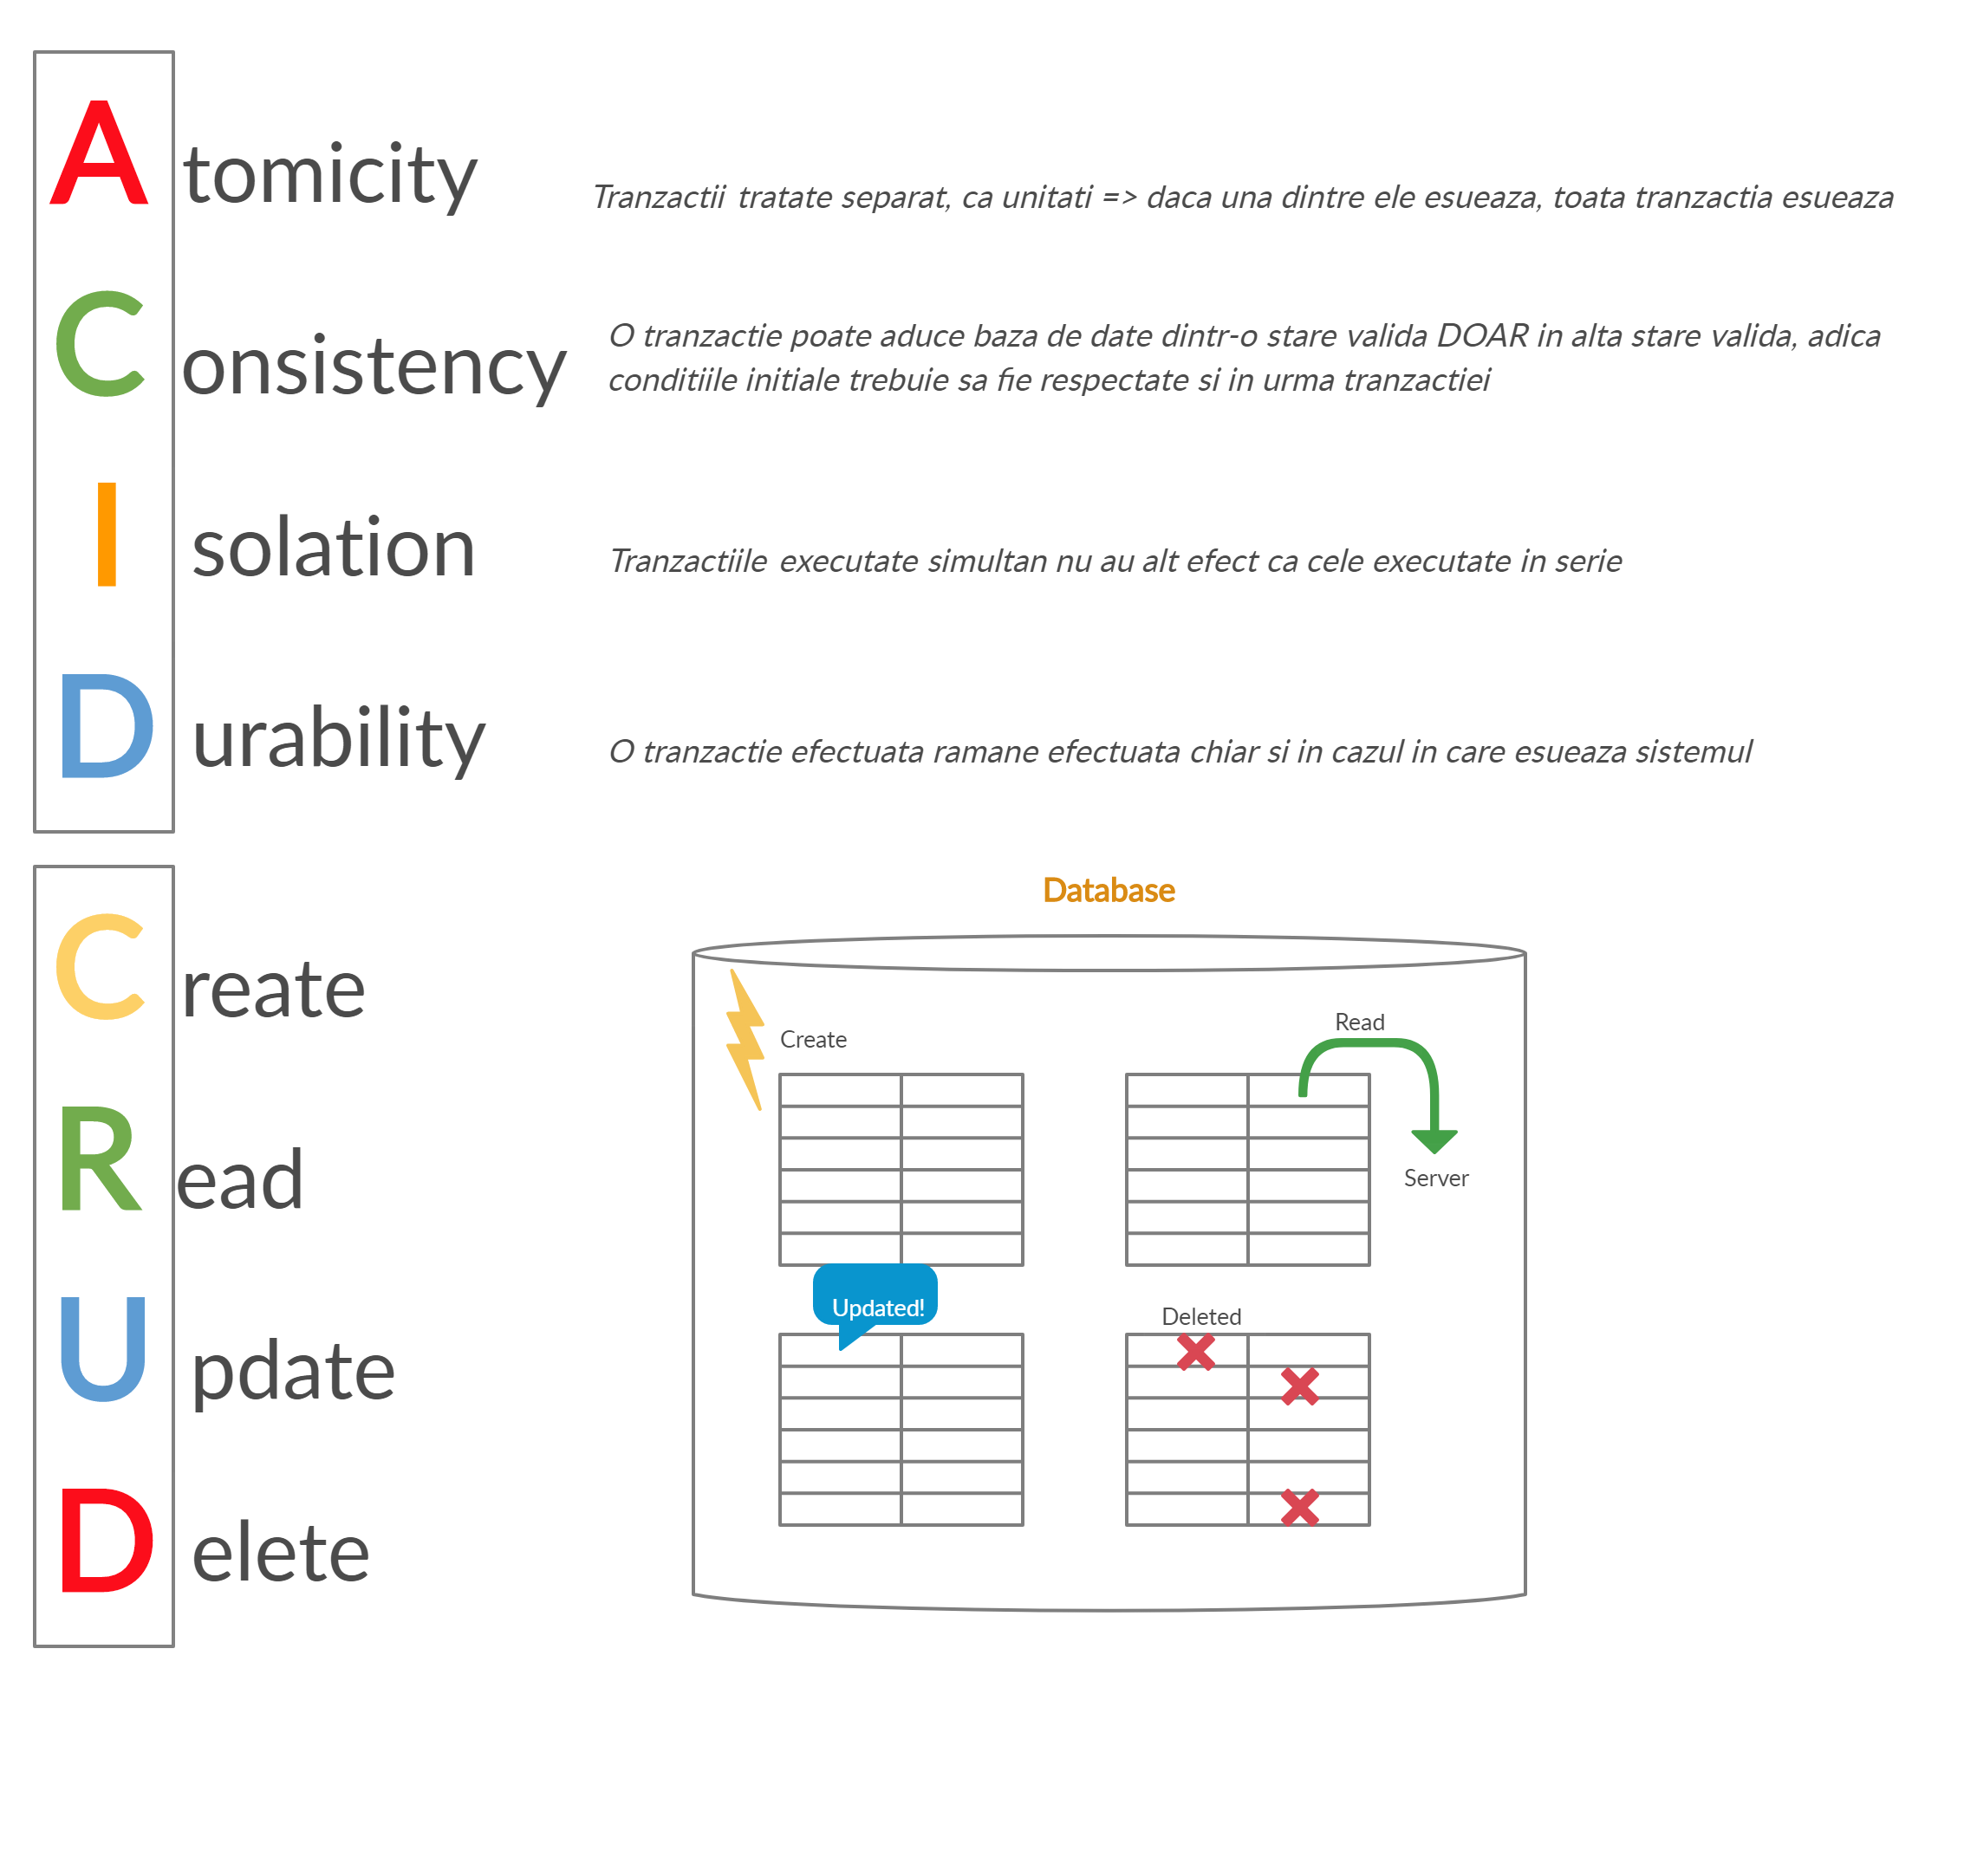 Atomicity
Tranzactii tratate separat, ca unitati => daca una dintre ele esueaza, toata tranzactia esueaza
Consistency
O tranzactie poate aduce baza de date dintr-o stare valida DOAR in alta stare valida, adica
conditiile initiale trebuie sa fie respectate si in urma tranzactiei
Isolation
Tranzactiile executate simultan nu au alt efect ca cele executate in serie
Durability
O tranzactie efectuata ramane efectuata chiar si in cazul in care esueaza sistemul
Create
Read
Update
Delete
Database
Create
Read
Server
Updated!
Deleted